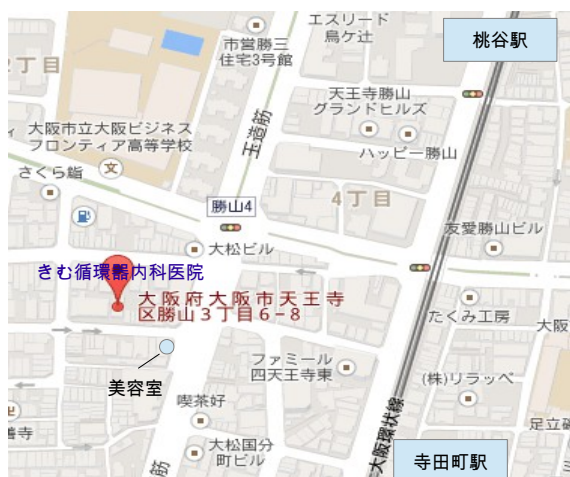 エスリード
烏ケ辻
桃谷駅
市営勝三
住宅3号館
2丁目
天王寺勝山
グランドヒルズ
玉造筋
大阪市立大阪ビジネス
フロンティア高等学校
文
ハッピー勝山
さくら鮨
4丁目
勝山4
友愛勝山ビル
大松ビル
きむ循環器内科医院
大阪府大阪市天王寺
区勝山3丁目6-8
たくみ工房
大阪
美容室
ファミール
四天王寺東
(株)リラッペ
喫茶好
善寺
足立
大松国分
町ビル
筋
大阪環状線
寺田町駅